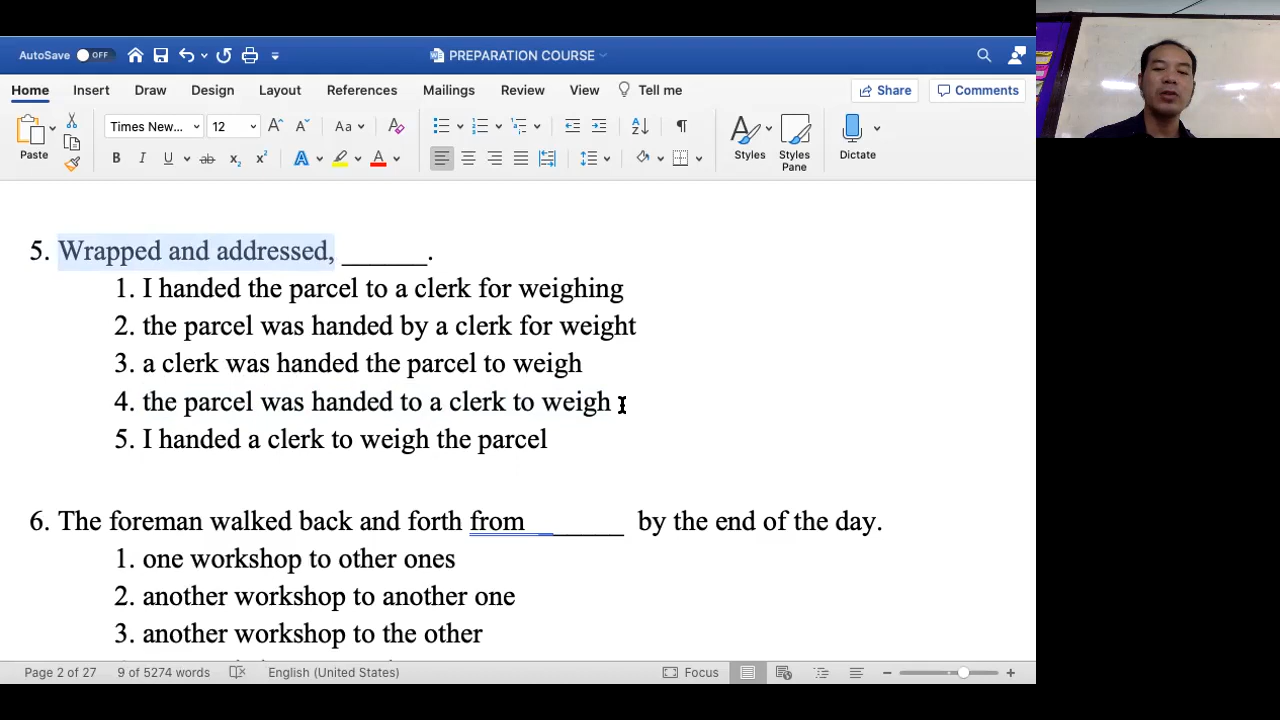 AutoSave OFF PREPARATION COURSE
Home Insert Draw Design Layout References Mailings Review View Tell me Share Comments
Times New... 12 Aa
Paste Styles Styles Pane Dictate
5. Wrapped and addressed, ______.
1. I handed the parcel to a clerk for weighing
2. the parcel was handed by a clerk for weight
3. a clerk was handed the parcel to weigh
4. the parcel was handed to a clerk to weigh
5. I handed a clerk to weigh the parcel
6. The foreman walked back and forth from ______ by the end of the day.
1. one workshop to other ones
2. another workshop to another one
3. another workshop to the other
Page 2 of 27 9 of 5274 words English (United States) Focus